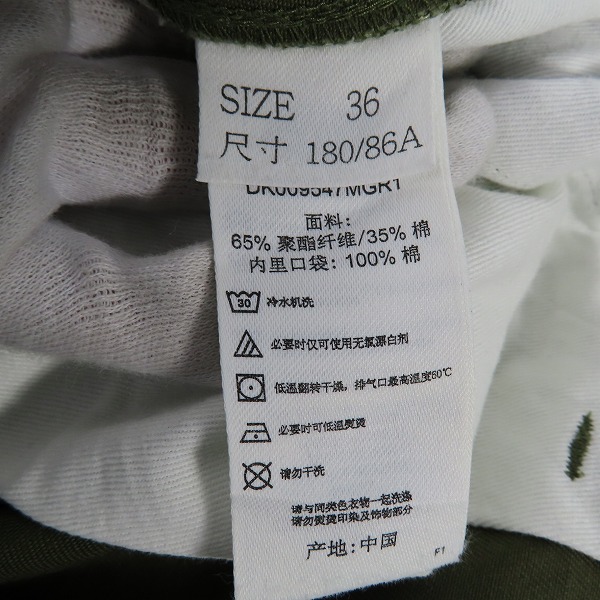 SIZE 36
尺寸 180/86A
DK009547MGR1
面料:
65% 聚酯纤维/35% 棉
内里口袋: 100% 棉
30 冷水机洗
必要时仅可使用无氧漂白剂
低温翻转干燥，排气口最高温度60℃
必要时可低温熨烫
请勿干洗
请与同类色衣物一起洗涤
请勿熨烫印染及饰物部分
产地: 中国
F1